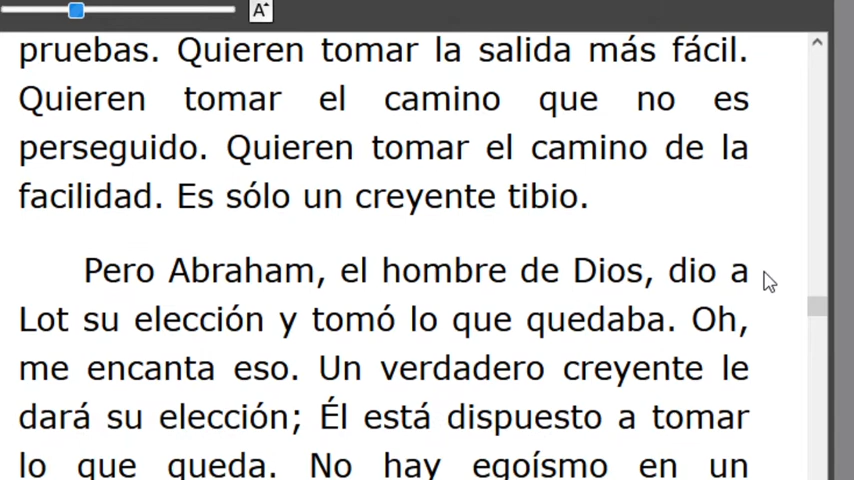 A
pruebas. Quieren tomar la salida más fácil.
Quieren tomar el camino que no es
perseguido. Quieren tomar el camino de la
facilidad. Es sólo un creyente tibio.
Pero Abraham, el hombre de Dios, dio a
Lot su elección y tomó lo que quedaba. Oh,
me encanta eso. Un verdadero creyente le
dará su elección; Él está dispuesto a tomar
lo que queda. No hay egoísmo en un